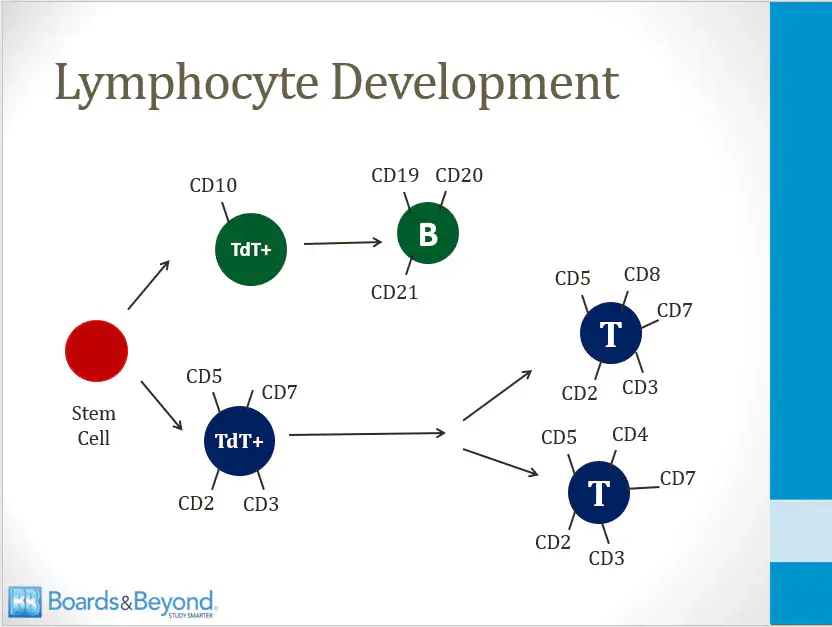 Lymphocyte Development
CD10
TdT+
CD19 CD20
B
CD21
Stem
Cell
CD5
CD7
TdT+
CD2 CD3
CD5 CD8
CD7
T
CD2 CD3
CD5 CD4
CD7
T
CD2
CD3
BB Boards&Beyond.
STUDY SMARTER